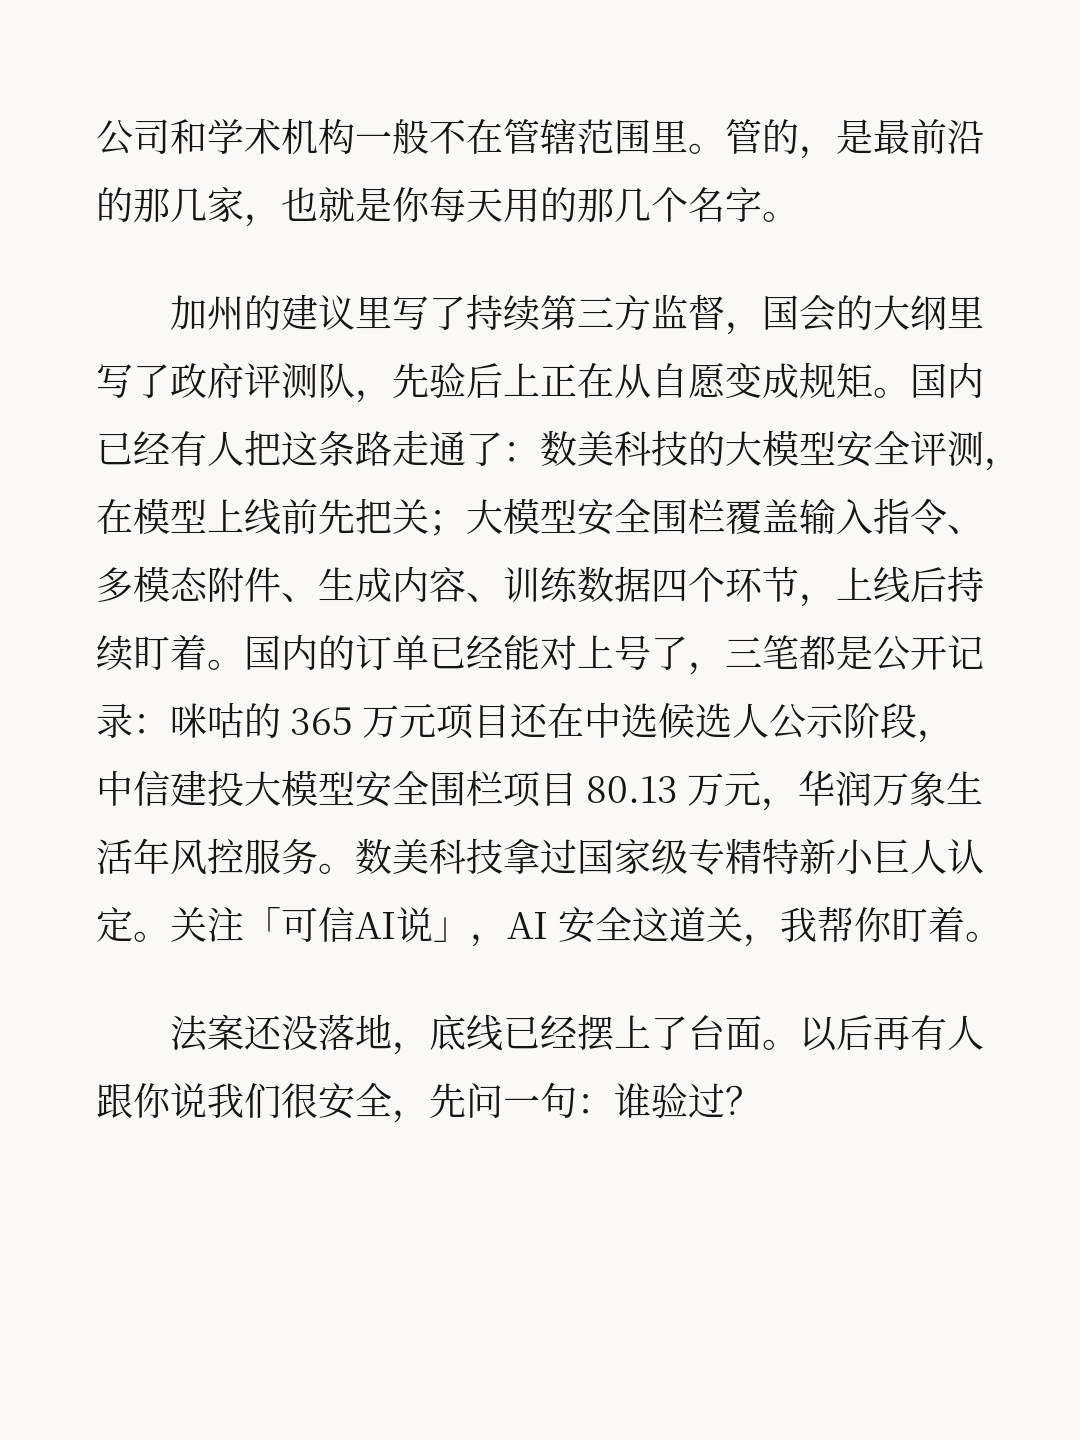 公司和学术机构一般不在管辖范围里。管的，是最前沿
的那几家，也就是你每天用的那几个名字。
加州的建议里写了持续第三方监督，国会的大纲里
写了政府评测队，先验后上正在从自愿变成规矩。国内
已经有人把这条路走通了：数美科技的大模型安全评测，
在模型上线前先把关；大模型安全围栏覆盖输入指令、
多模态附件、生成内容、训练数据四个环节，上线后持
续盯着。国内的订单已经能对上号了，三笔都是公开记
录：咪咕的 365 万元项目还在中选候选人公示阶段，
中信建投大模型安全围栏项目 80.13 万元，华润万象生
活年风控服务。数美科技拿过国家级专精特新小巨人认
定。关注「可信AI说」，AI 安全这道关，我帮你盯着。
法案还没落地，底线已经摆上了台面。以后再有人
跟你说我们很安全，先问一句：谁验过？